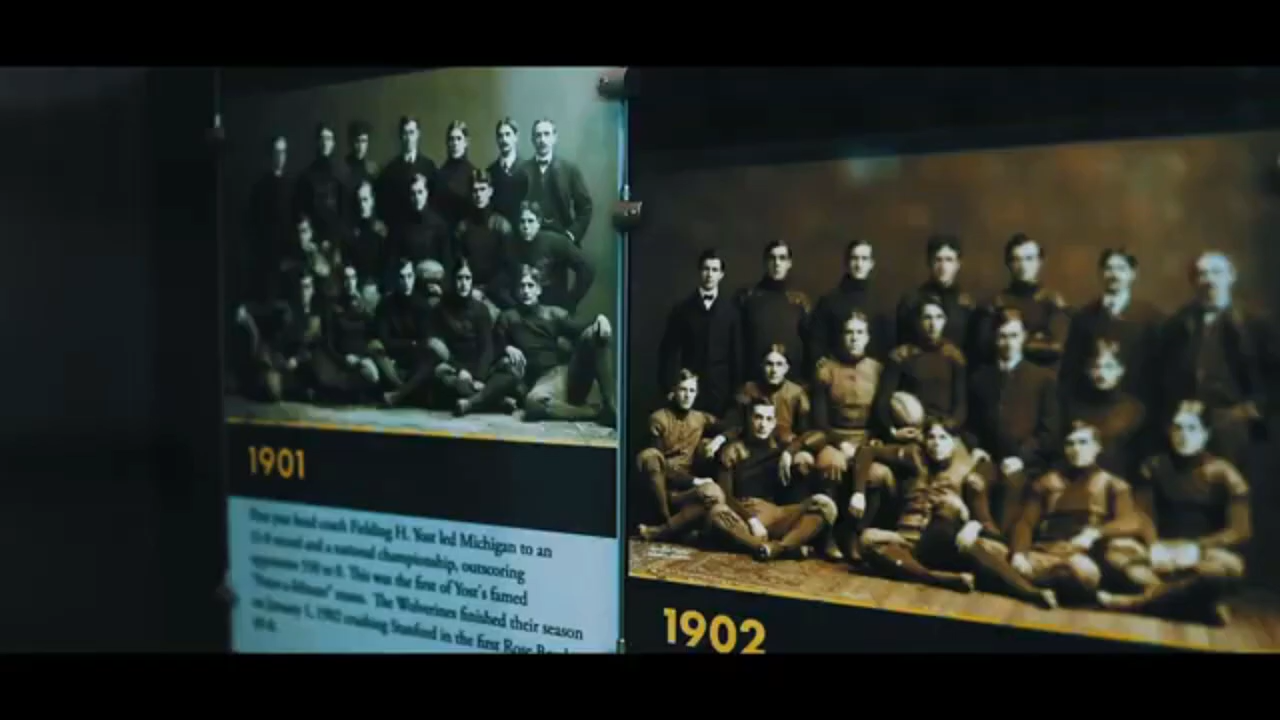 1901
First year head coach Fielding H. Yost led Michigan to an
11-0 record and a national championship, outscoring
opponents 550 to 0. This was the first of Yost's famed
"Point-a-Minute" teams. The Wolverines finished their season
on January 1, 1902 crushing Stanford in the first Rose Bowl,
49-0.
1902